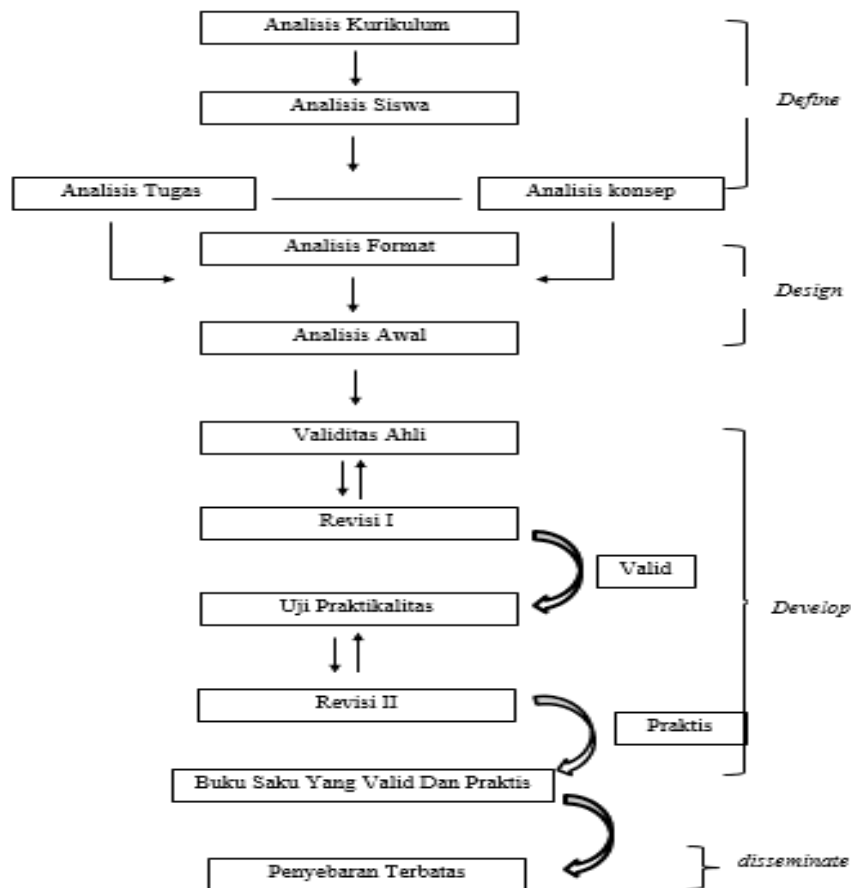 Analisis Kurikulum
Analisis Siswa
Define
Analisis Tugas
Analisis konsep
Analisis Format
Design
Analisis Awal
Validitas Ahli
Revisi I
Valid
Uji Praktikalitas
Develop
Revisi II
Praktis
Buku Saku Yang Valid Dan Praktis
disseminate
Penyebaran Terbatas